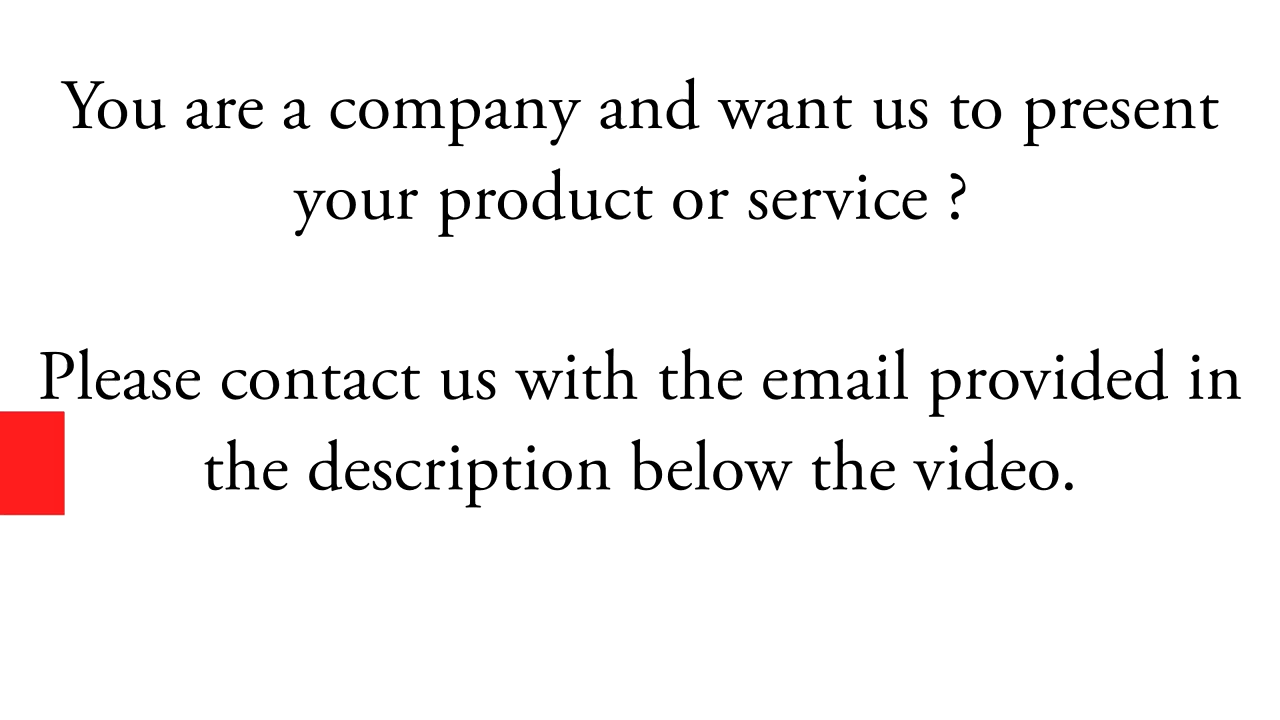 You are a company and want us to present
your product or service ?
Please contact us with the email provided in
the description below the video.